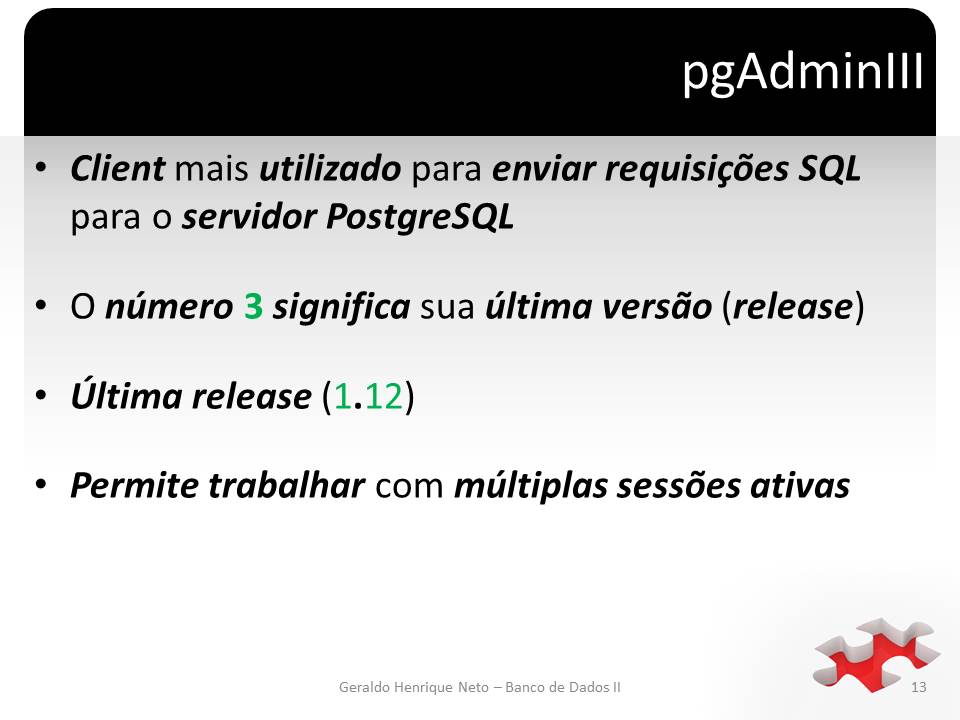 pgAdminIII
• Client mais utilizado para enviar requisições SQL
para o servidor PostgreSQL
• O número 3 significa sua última versão (release)
• Última release (1.12)
• Permite trabalhar com múltiplas sessões ativas
Geraldo Henrique Neto – Banco de Dados II
13